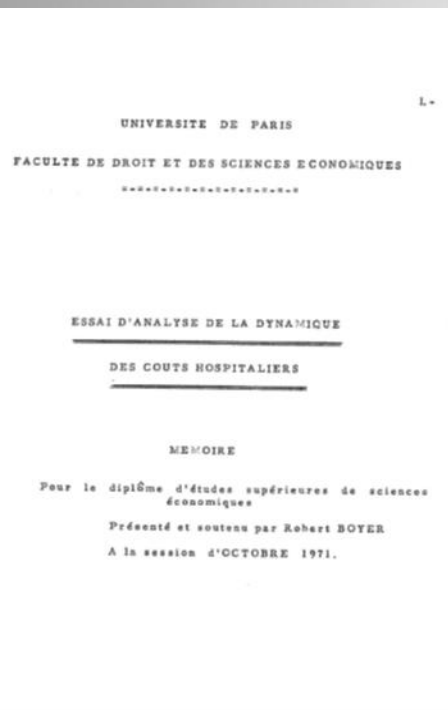 1.-
UNIVERSITE DE PARIS
FACULTE DE DROIT ET DES SCIENCES ECONOMIQUES
ESSAI D'ANALYSE DE LA DYNAMIQUE
DES COUTS HOSPITALIERS
MEMOIRE
Pour le diplôme d'études supérieures de sciences
économiques
Présenté et soutenu par Robert BOYER
A la session d'OCTOBRE 1971.